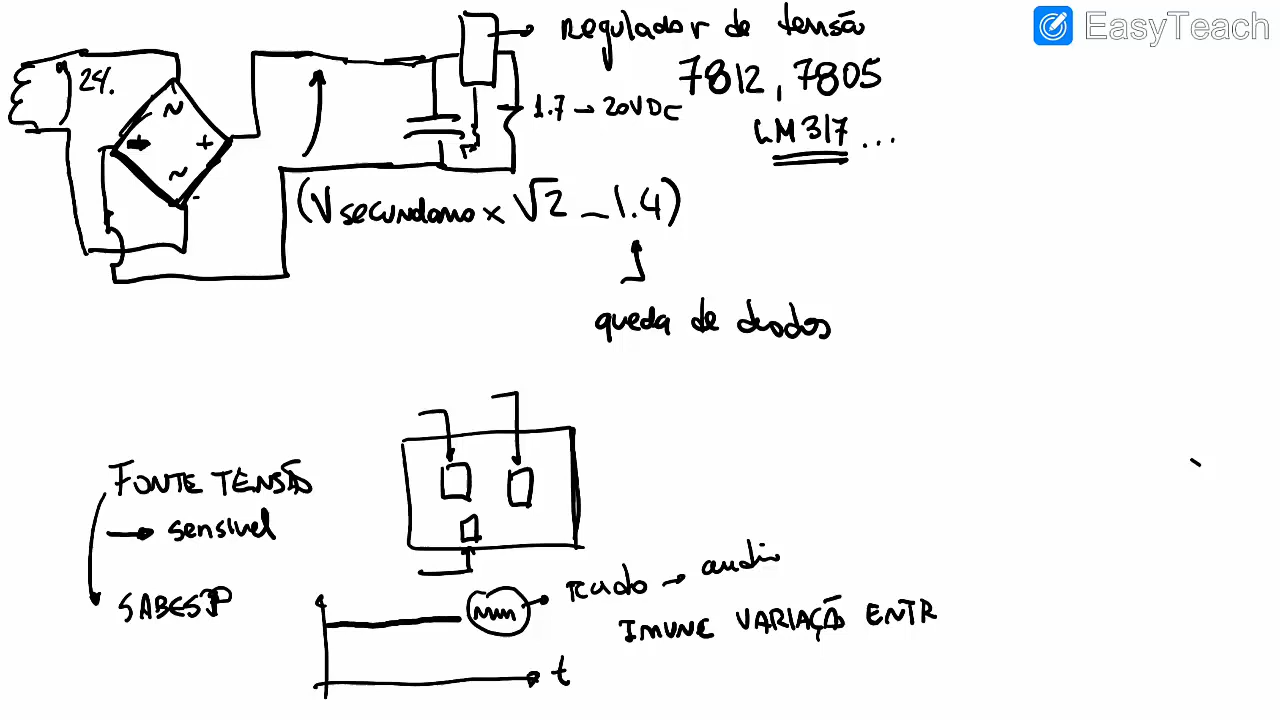 EasyTeach
Regulador de tensão
7812, 7805
LM317 ...
24.
~
+
~
1.7 → 20VDC
(Vsecundario x √2 - 1.4)
queda de diodos
FONTE TENSÃO
→ sensivel
SABESP
Ruido → audio
IMUNE VARIAÇÃO ENTR
t